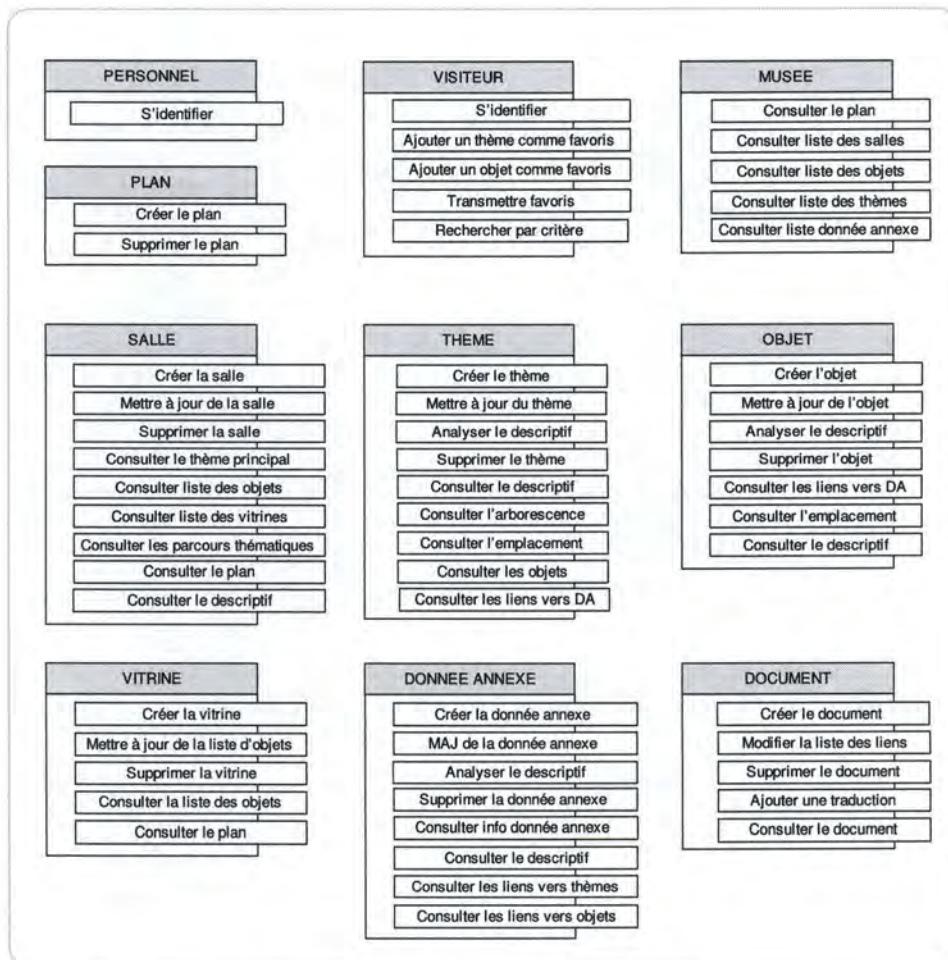 PERSONNEL
S'identifier
PLAN
Créer le plan
Supprimer le plan
VISITEUR
S'identifier
Ajouter un thème comme favoris
Ajouter un objet comme favoris
Transmettre favoris
Rechercher par critère
MUSEE
Consulter le plan
Consulter liste des salles
Consulter liste des objets
Consulter liste des thèmes
Consulter liste donnée annexe
SALLE
Créer la salle
Mettre à jour de la salle
Supprimer la salle
Consulter le thème principal
Consulter liste des objets
Consulter liste des vitrines
Consulter les parcours thématiques
Consulter le plan
Consulter le descriptif
THEME
Créer le thème
Mettre à jour du thème
Analyser le descriptif
Supprimer le thème
Consulter le descriptif
Consulter l'arborescence
Consulter l'emplacement
Consulter les objets
Consulter les liens vers DA
OBJET
Créer l'objet
Mettre à jour de l'objet
Analyser le descriptif
Supprimer l'objet
Consulter les liens vers DA
Consulter l'emplacement
Consulter le descriptif
VITRINE
Créer la vitrine
Mettre à jour de la liste d'objets
Supprimer la vitrine
Consulter la liste des objets
Consulter le plan
DONNEE ANNEXE
Créer la donnée annexe
MAJ de la donnée annexe
Analyser le descriptif
Supprimer la donnée annexe
Consulter info donnée annexe
Consulter le descriptif
Consulter les liens vers thèmes
Consulter les liens vers objets
DOCUMENT
Créer le document
Modifier la liste des liens
Supprimer le document
Ajouter une traduction
Consulter le document